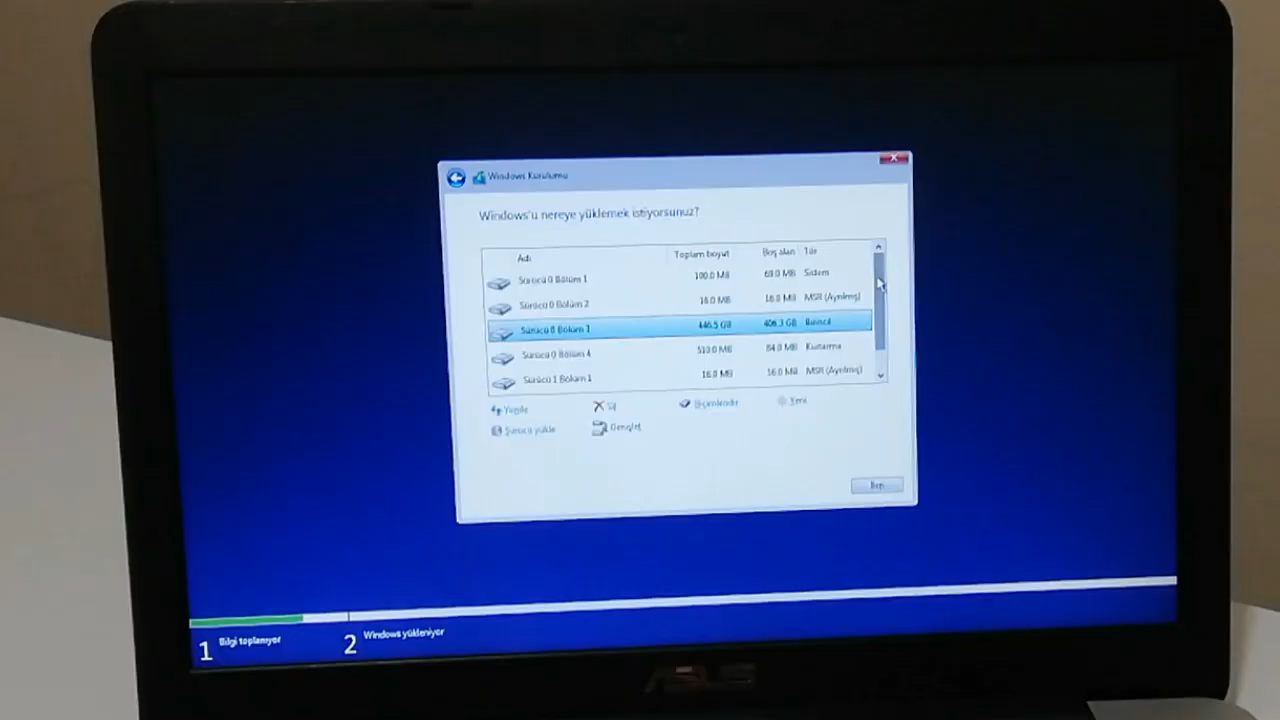 Windows Kurulumu
Windows'u nereye yüklemek istiyorsunuz?
Adı Toplam boyut Boş alan Tür
Sürücü 0 Bölüm 1 100.0 MB 69.0 MB Sistem
Sürücü 0 Bölüm 2 16.0 MB 16.0 MB MSR (Ayrılmış)
Sürücü 0 Bölüm 3 446.5 GB 406.3 GB Birincil
Sürücü 0 Bölüm 4 84.0 MB Kurtarma
Sürücü 1 Bölüm 1 16.0 MB 16.0 MB MSR (Ayrılmış)
Yenile Sil Biçimlendir Yeni
Sürücü yükle Genişlet
İleri
1 Bilgi toplanıyor 2 Windows yükleniyor
ASUS